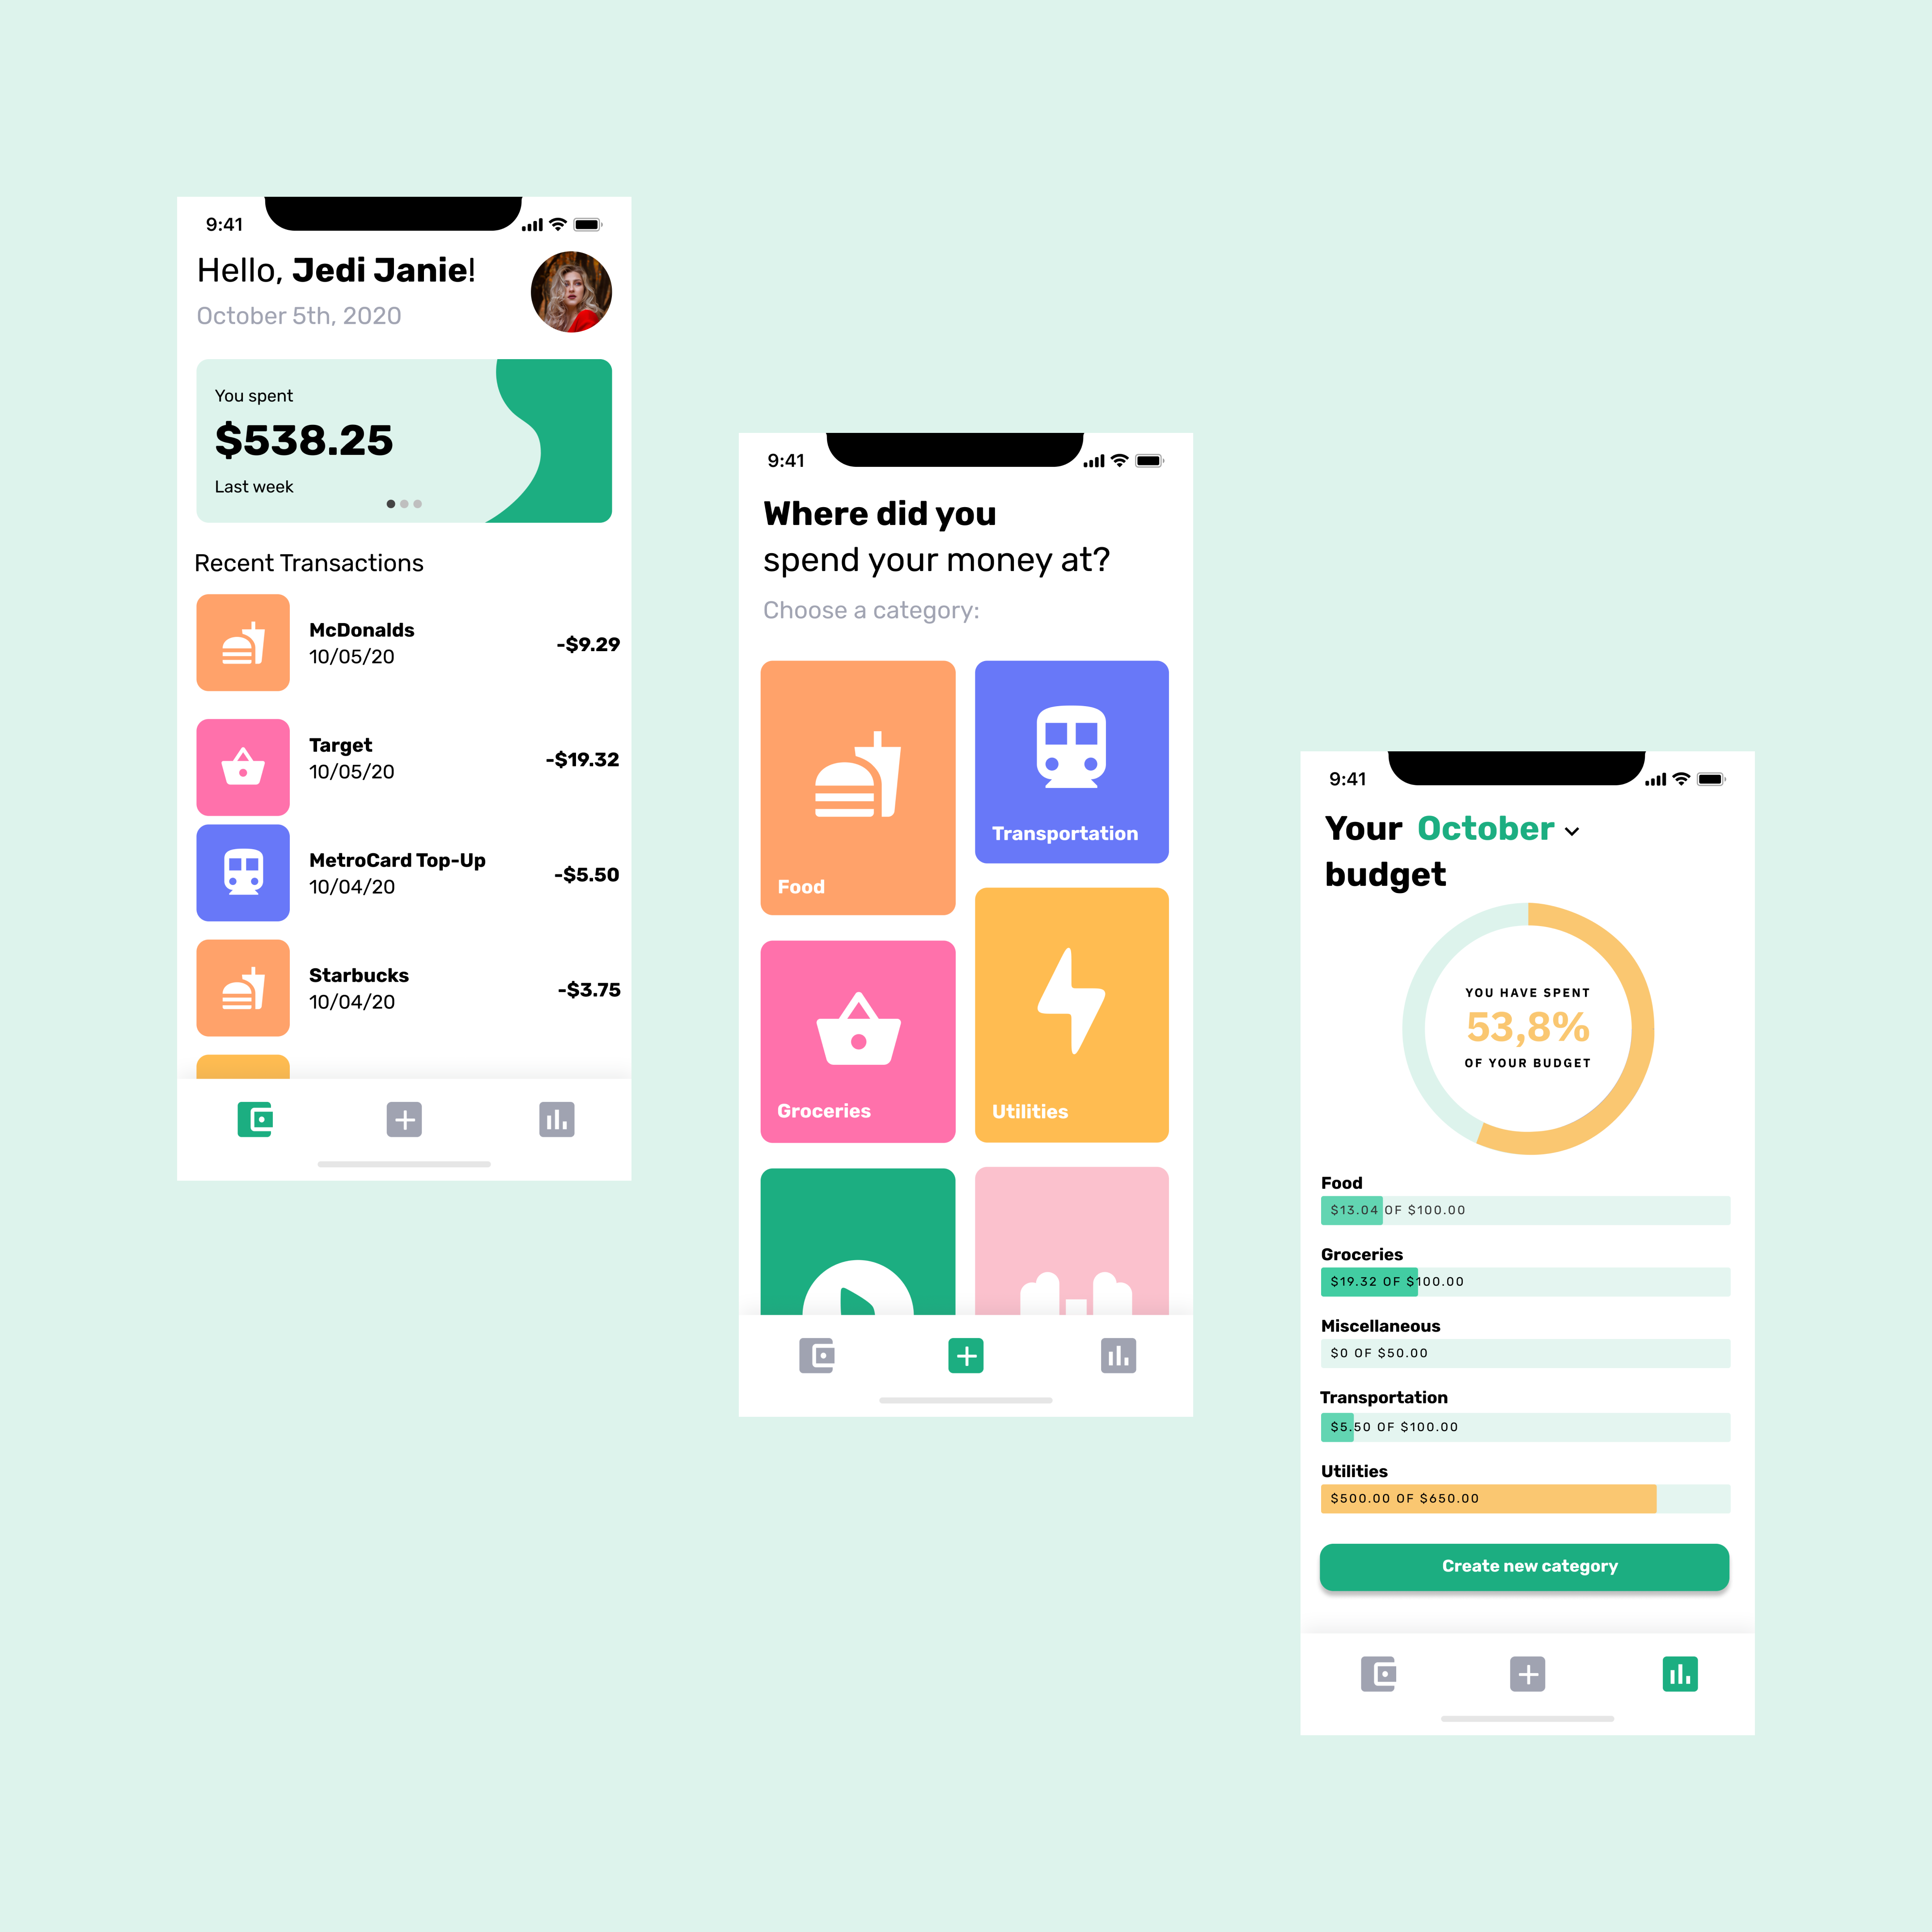 9:41
Hello, Jedi Janie!
October 5th, 2020
You spent
$538.25
Last week
Recent Transactions
McDonalds
10/05/20
-$9.29
Target
10/05/20
-$19.32
MetroCard Top-Up
10/04/20
-$5.50
Starbucks
10/04/20
-$3.75
9:41
Where did you
spend your money at?
Choose a category:
Food
Transportation
Groceries
Utilities
9:41
Your October
budget
YOU HAVE SPENT
53,8%
OF YOUR BUDGET
Food
$13.04 OF $100.00
Groceries
$19.32 OF $100.00
Miscellaneous
$0 OF $50.00
Transportation
$5.50 OF $100.00
Utilities
$500.00 OF $650.00
Create new category